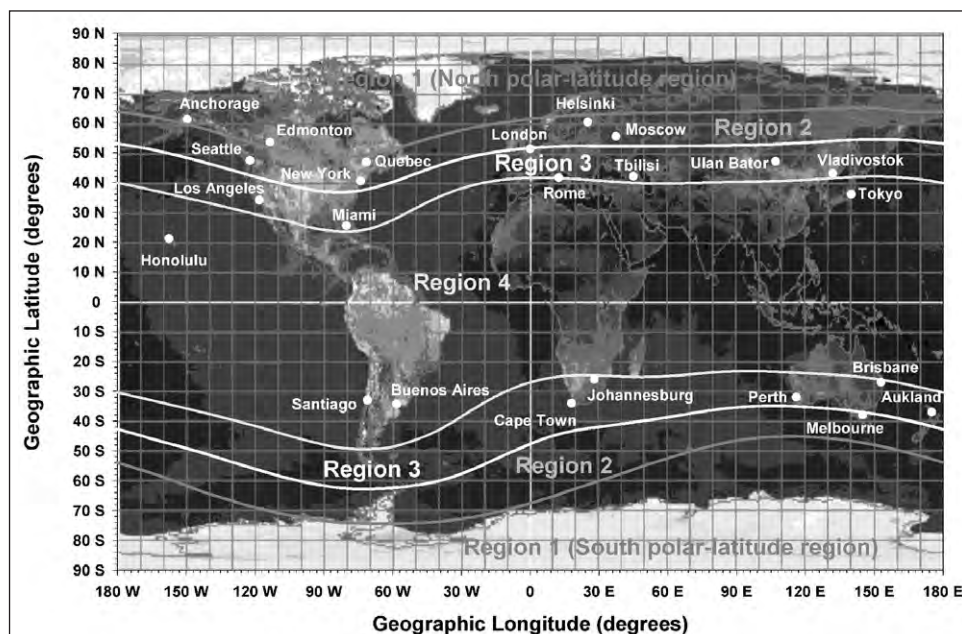 90 N
80 N
70 N
60 N
50 N
40 N
30 N
20 N
10 N
0
10 S
20 S
30 S
40 S
50 S
60 S
70 S
80 S
90 S
Geographic Latitude (degrees)
Region 1 (North polar-latitude region)
Anchorage
Helsinki
Edmonton
London
Moscow
Region 2
Seattle
Quebec
Region 3
Tbilisi
Ulan Bator
Vladivostok
New York
Los Angeles
Rome
Tokyo
Miami
Honolulu
Region 4
Brisbane
Santiago
Buenos Aires
Johannesburg
Perth
Aukland
Cape Town
Melbourne
Region 3
Region 2
Region 1 (South polar-latitude region)
180 W 150 W 120 W 90 W 60 W 30 W 0 30 E 60 E 90 E 120 E 150 E 180 E
Geographic Longitude (degrees)